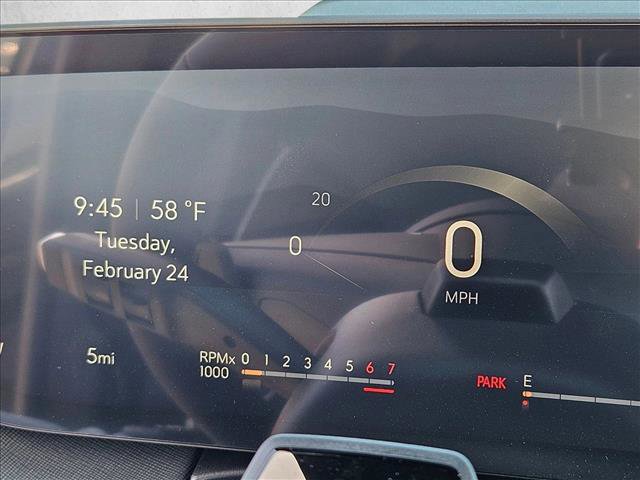 9:45 | 58 °F
Tuesday,
February 24
5mi
20
0
0
MPH
RPMx
1000
0 1 2 3 4 5 6 7
PARK
E